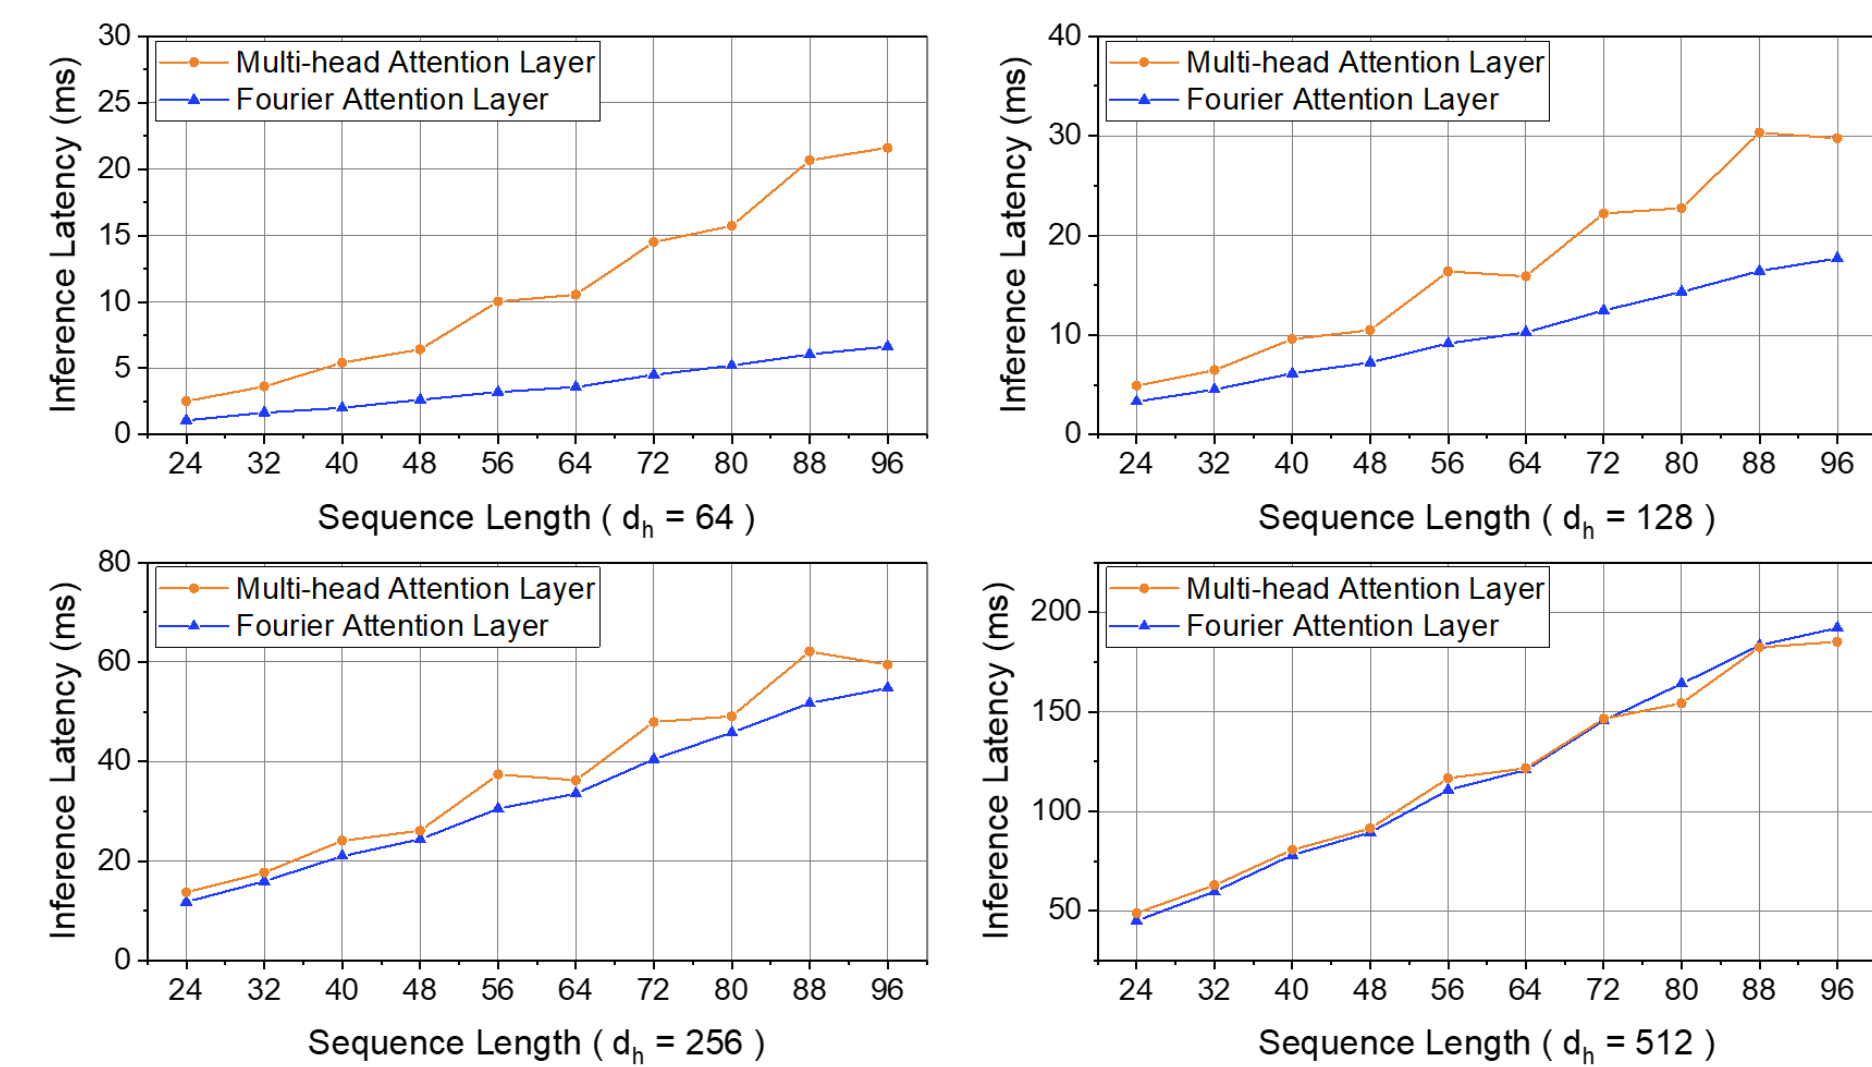 30
25
20
15
10
5
0
Inference Latency (ms)
Multi-head Attention Layer
Fourier Attention Layer
24 32 40 48 56 64 72 80 88 96
Sequence Length ( dh = 64 )
40
30
20
10
0
Inference Latency (ms)
Multi-head Attention Layer
Fourier Attention Layer
24 32 40 48 56 64 72 80 88 96
Sequence Length ( dh = 128 )
80
60
40
20
0
Inference Latency (ms)
Multi-head Attention Layer
Fourier Attention Layer
24 32 40 48 56 64 72 80 88 96
Sequence Length ( dh = 256 )
200
150
100
50
Inference Latency (ms)
Multi-head Attention Layer
Fourier Attention Layer
24 32 40 48 56 64 72 80 88 96
Sequence Length ( dh = 512 )